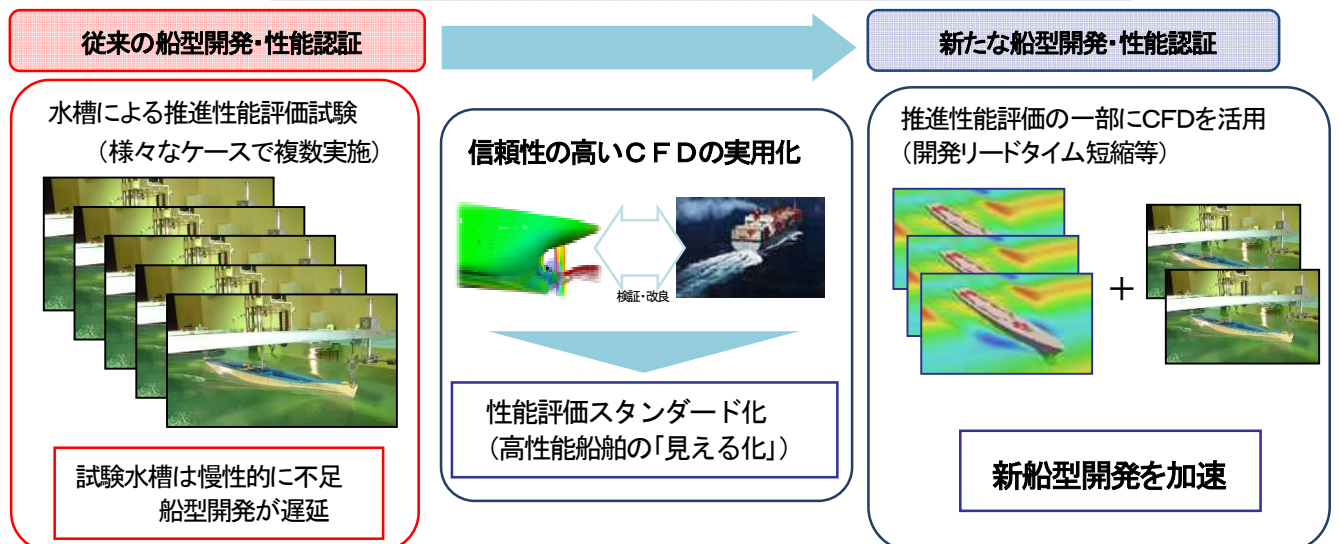 従来の船型開発・性能認証
新たな船型開発・性能認証
水槽による推進性能評価試験
（様々なケースで複数実施）
試験水槽は慢性的に不足
船型開発が遅延
信頼性の高いＣＦＤの実用化
検証・改良
性能評価スタンダード化
（高性能船舶の「見える化」）
推進性能評価の一部にCFDを活用
（開発リードタイム短縮等）
＋
新船型開発を加速